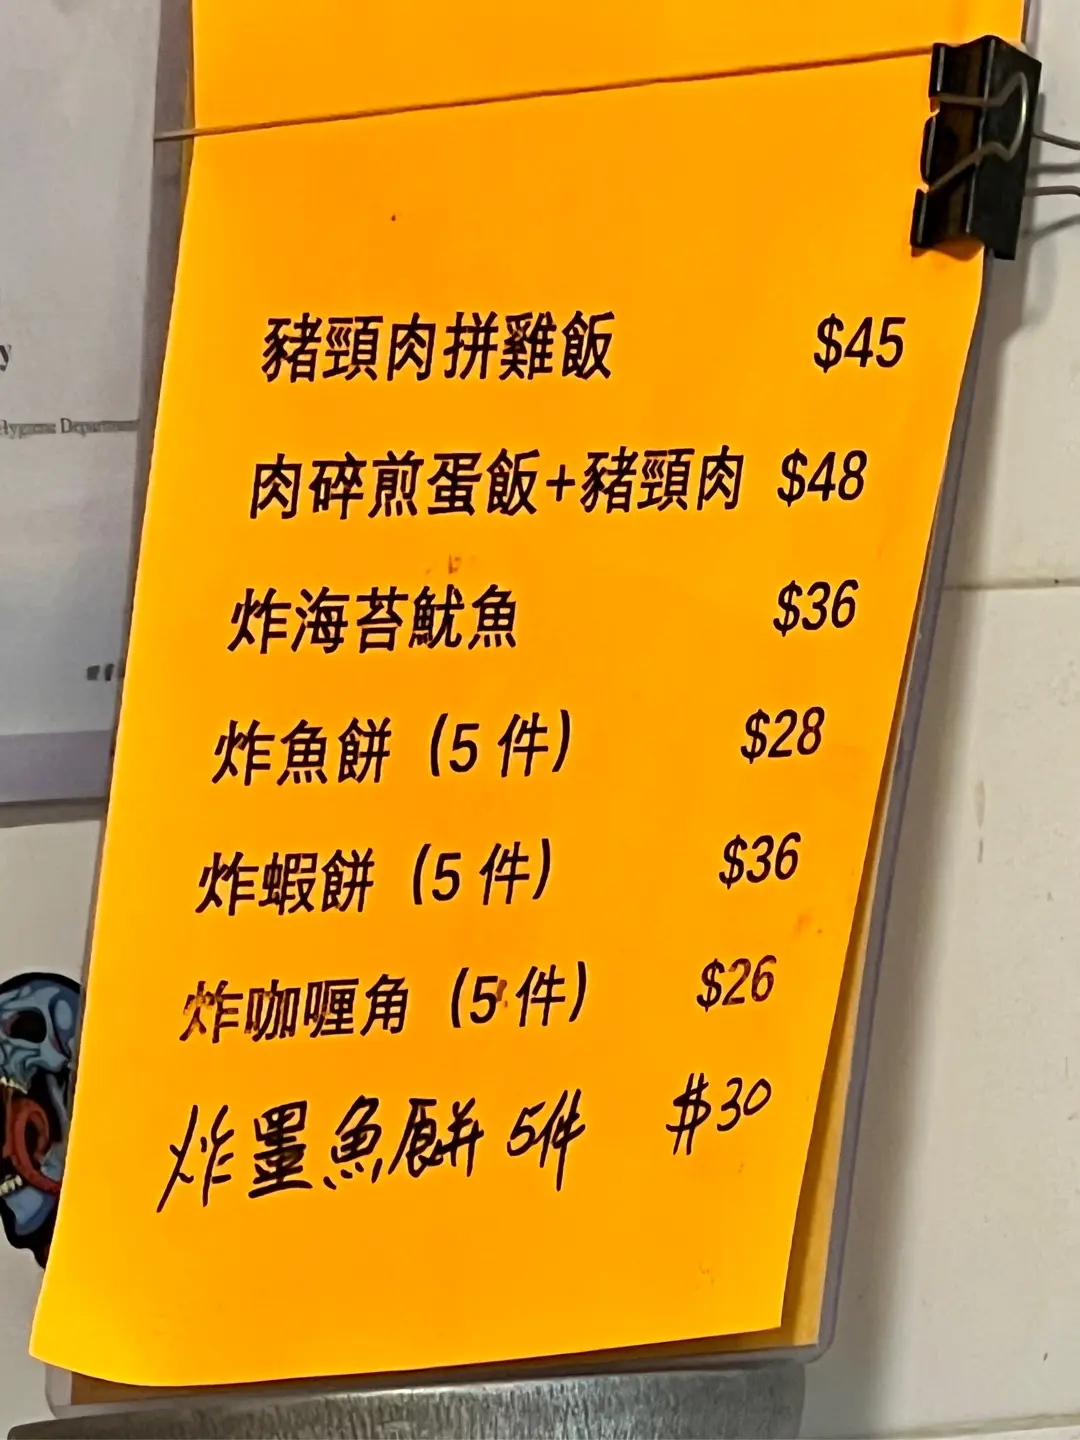 y
Hygiene Department
豬頸肉拼雞飯 $45
肉碎煎蛋飯+豬頸肉 $48
炸海苔魷魚 $36
炸魚餅 (5 件) $28
炸蝦餅 (5 件) $36
炸咖喱角 (5 件) $26
炸墨魚餅 5件 $30